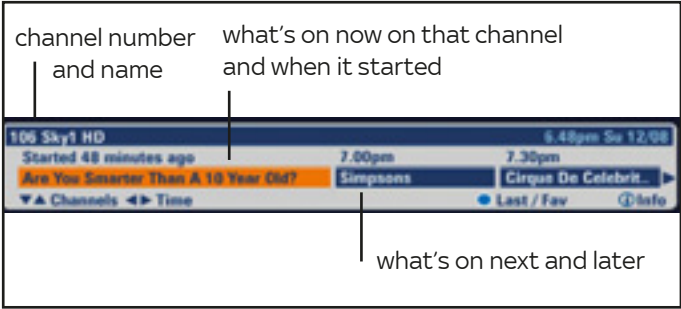 channel number
and name
what's on now on that channel
and when it started
106 Sky1 HD 6.48pm Su 12/08
Started 48 minutes ago 7.00pm 7.30pm
Are You Smarter Than A 10 Year Old? Simpsons Cirque De Celebrit..
▼▲ Channels ◀▶ Time Last / Fav ⓘ Info
what's on next and later